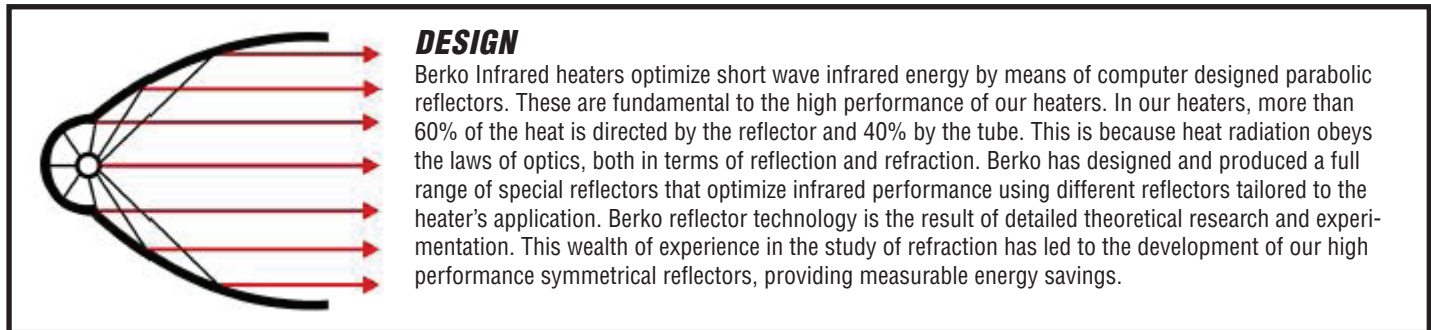 DESIGN
Berko Infrared heaters optimize short wave infrared energy by means of computer designed parabolic
reflectors. These are fundamental to the high performance of our heaters. In our heaters, more than
60% of the heat is directed by the reflector and 40% by the tube. This is because heat radiation obeys
the laws of optics, both in terms of reflection and refraction. Berko has designed and produced a full
range of special reflectors that optimize infrared performance using different reflectors tailored to the
heater’s application. Berko reflector technology is the result of detailed theoretical research and experi-
mentation. This wealth of experience in the study of refraction has led to the development of our high
performance symmetrical reflectors, providing measurable energy savings.